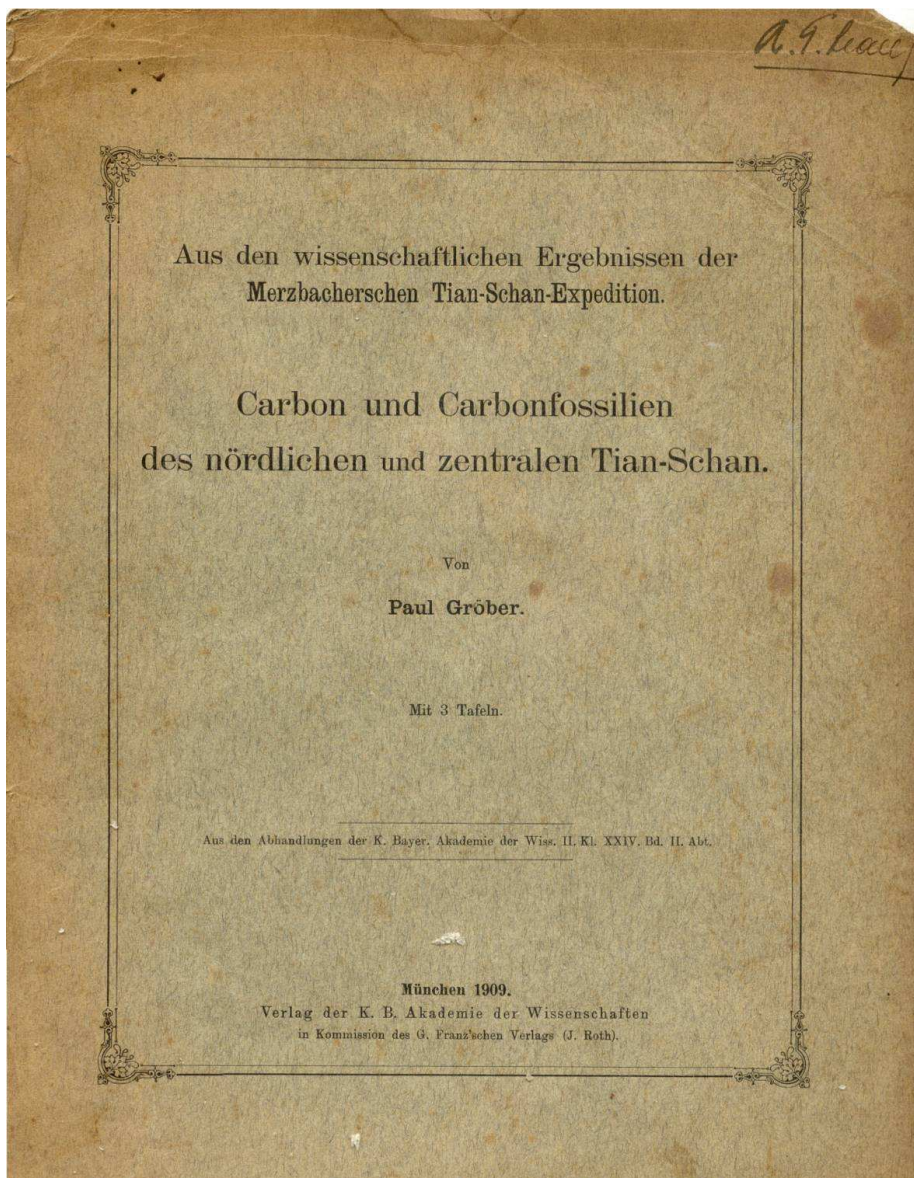 Aus den wissenschaftlichen Ergebnissen der
Merzbacherschen Tian-Schan-Expedition.
Carbon und Carbonfossilien
des nördlichen und zentralen Tian-Schan.
Von
Paul Gröber.
Mit 3 Tafeln.
Aus den Abhandlungen der K. Bayer. Akademie der Wiss. II. Kl. XXIV. Bd. II. Abt.
München 1909.
Verlag der K. B. Akademie der Wissenschaften
in Kommission des G. Franz'schen Verlags (J. Roth).